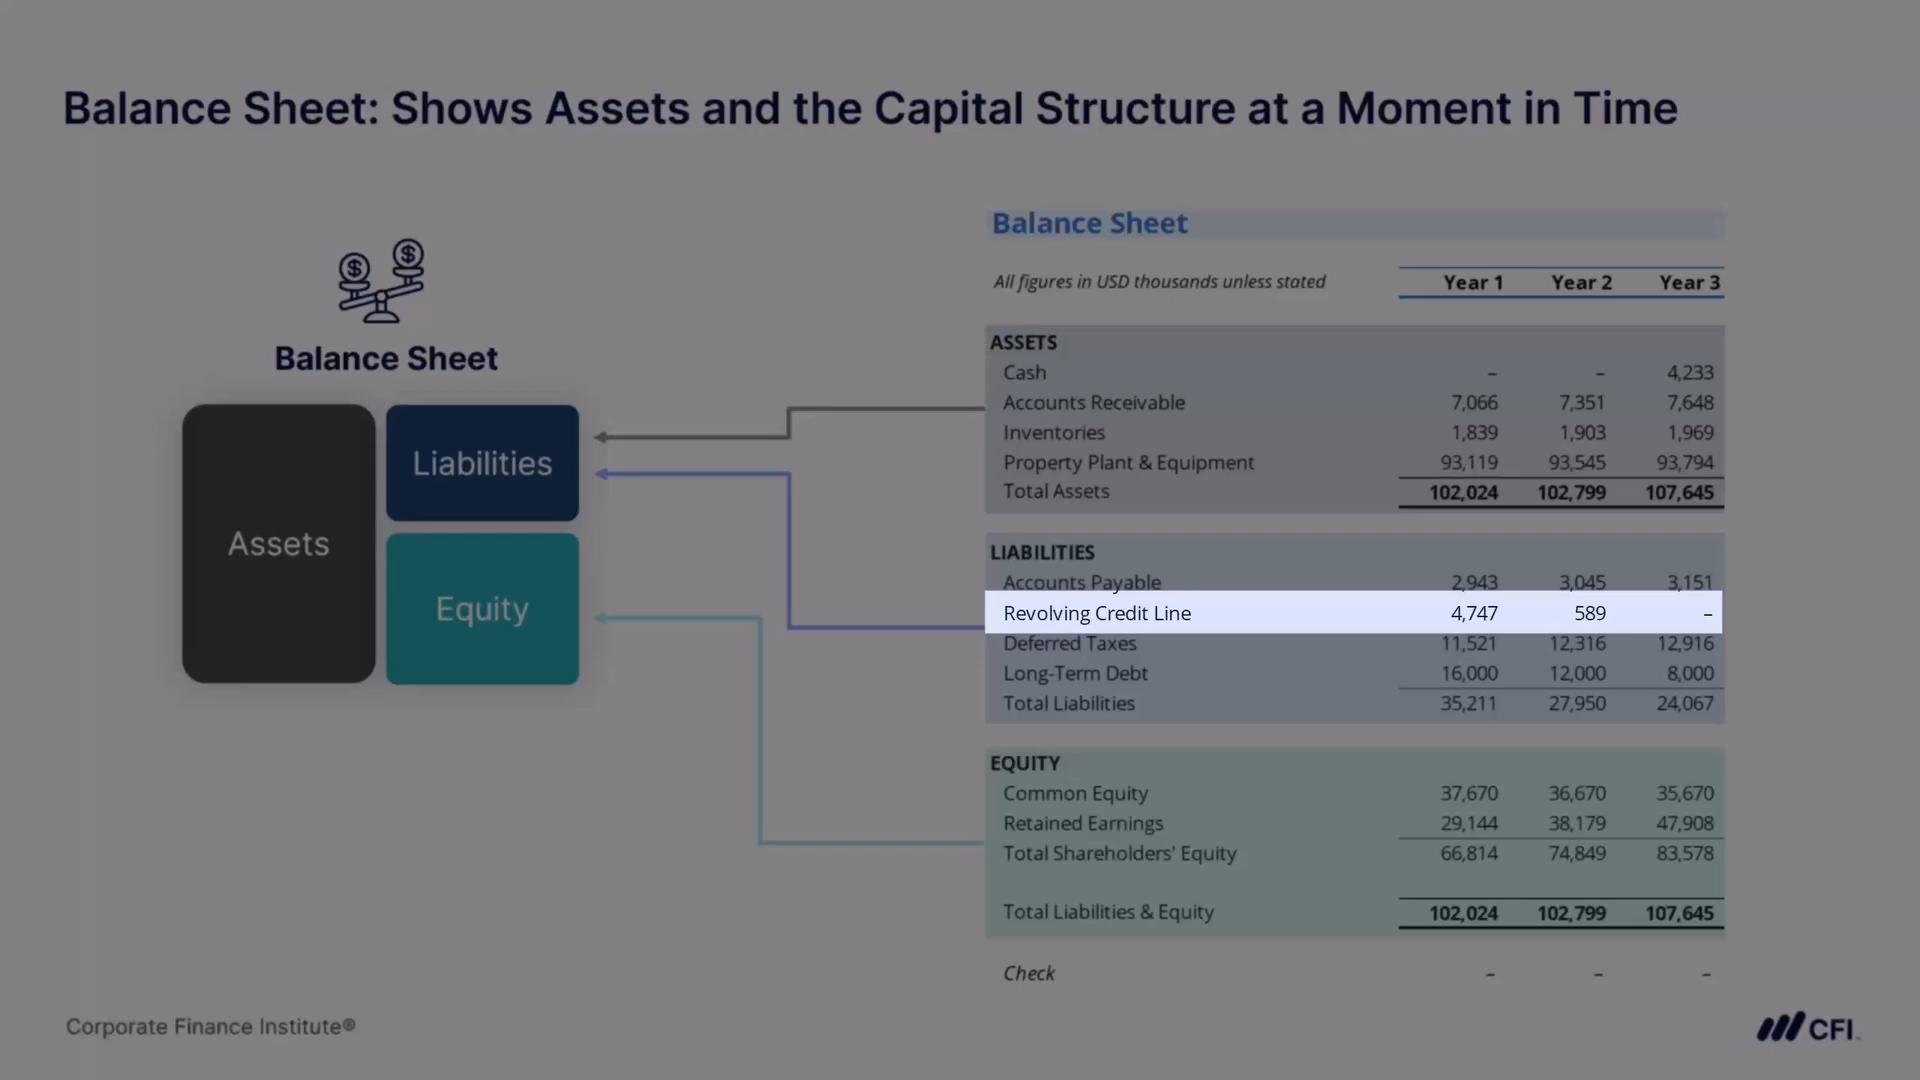 Balance Sheet: Shows Assets and the Capital Structure at a Moment in Time
$ $
Balance Sheet
Assets
Liabilities
Equity
Balance Sheet
All figures in USD thousands unless stated Year 1 Year 2 Year 3
ASSETS
Cash – – 4,233
Accounts Receivable 7,066 7,351 7,648
Inventories 1,839 1,903 1,969
Property Plant & Equipment 93,119 93,545 93,794
Total Assets 102,024 102,799 107,645
LIABILITIES
Accounts Payable 2,943 3,045 3,151
Revolving Credit Line 4,747 589 –
Deferred Taxes 11,521 12,316 12,916
Long-Term Debt 16,000 12,000 8,000
Total Liabilities 35,211 27,950 24,067
EQUITY
Common Equity 37,670 36,670 35,670
Retained Earnings 29,144 38,179 47,908
Total Shareholders' Equity 66,814 74,849 83,578
Total Liabilities & Equity 102,024 102,799 107,645
Check – – –
Corporate Finance Institute®
CFI